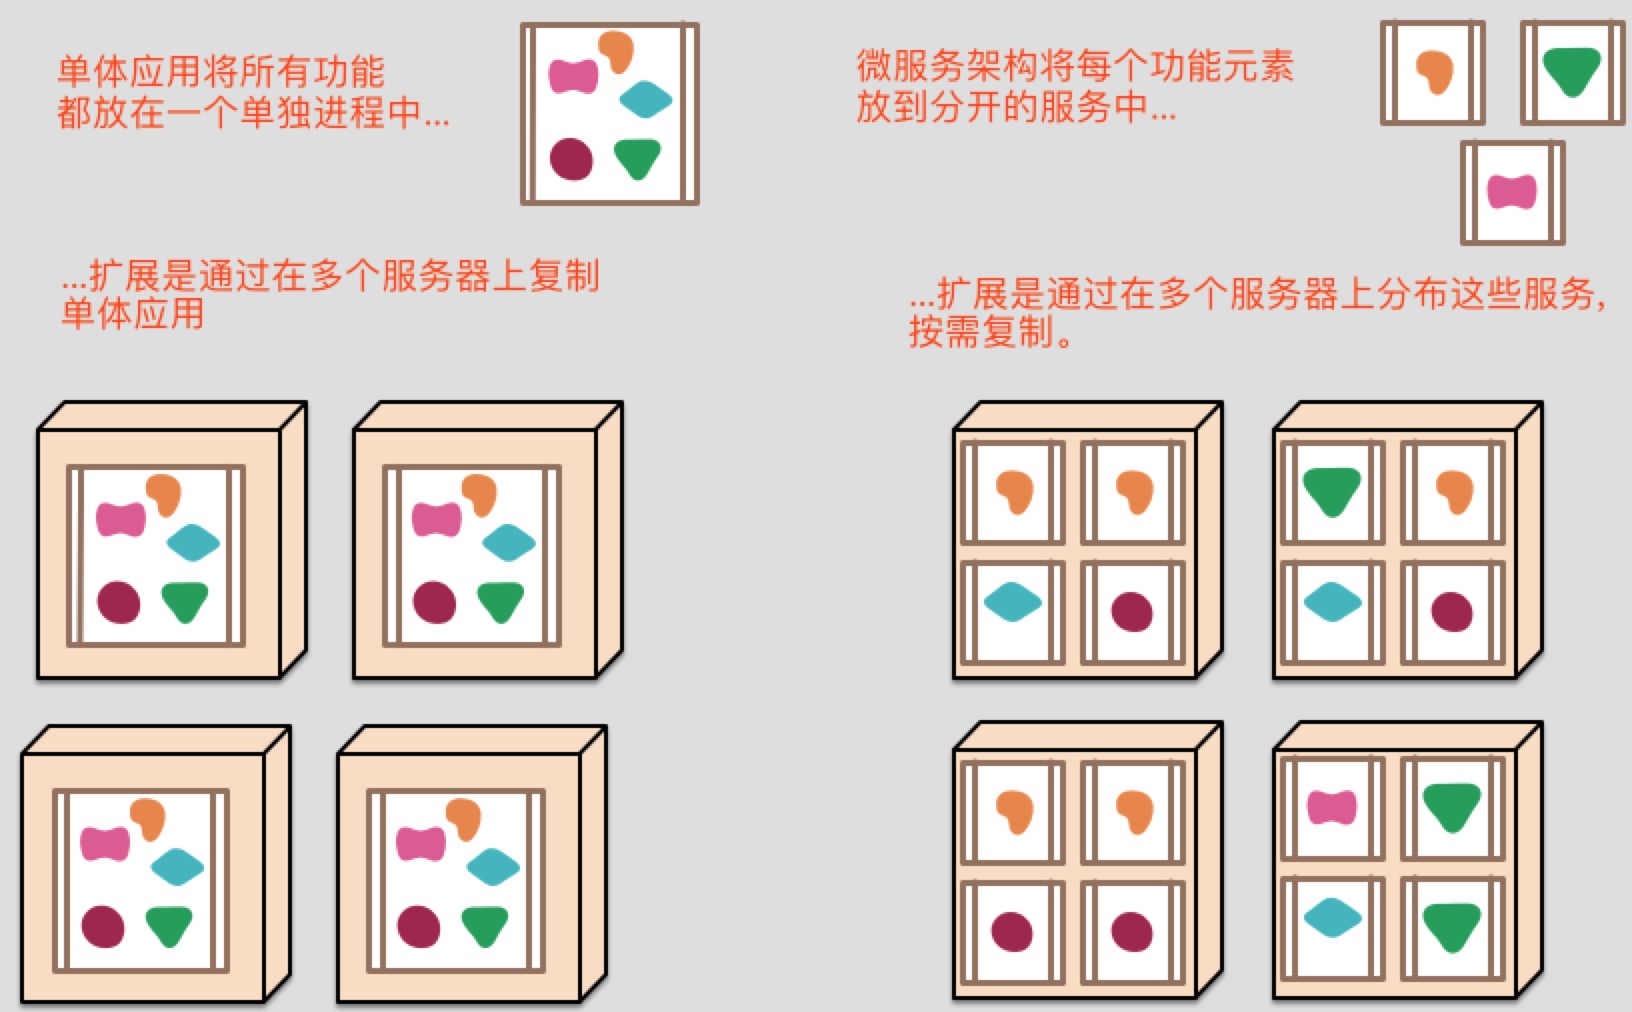 单体应用将所有功能
都放在一个单独进程中...
...扩展是通过在多个服务器上复制
单体应用
微服务架构将每个功能元素
放到分开的服务中...
...扩展是通过在多个服务器上分布这些服务,
按需复制。